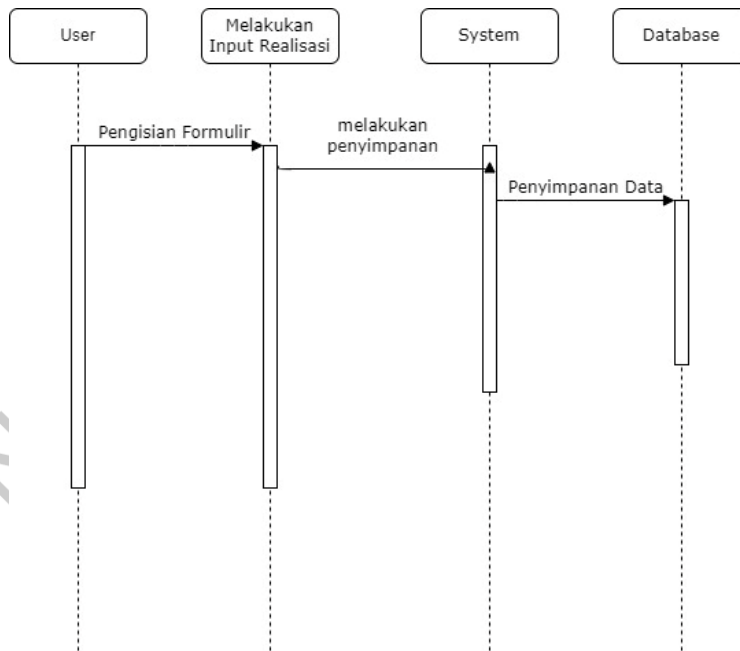 User
Melakukan
Input Realisasi
System
Database
Pengisian Formulir
melakukan
penyimpanan
Penyimpanan Data